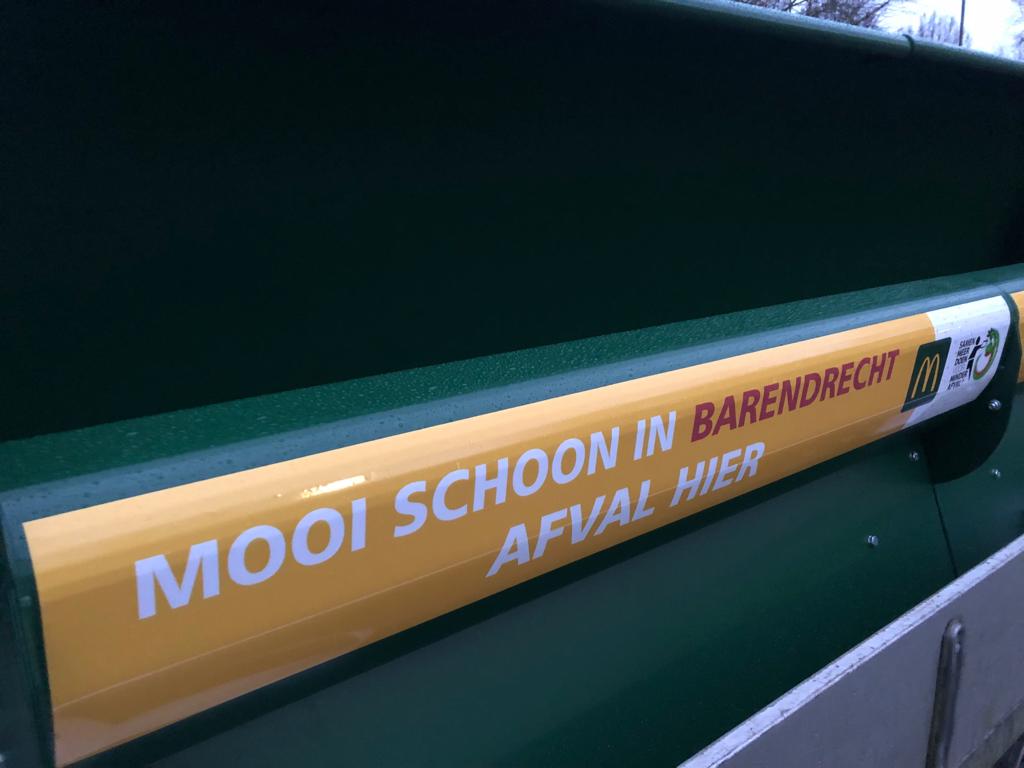 MOOI SCHOON IN BARENDRECHT
AFVAL HIER
SAMEN
MEER
DOEN
MINDER
AFVAL